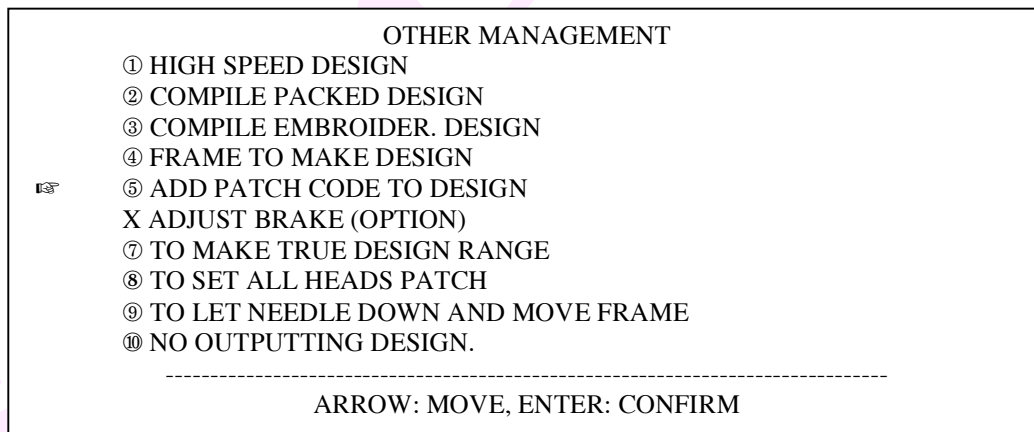 OTHER MANAGEMENT
① HIGH SPEED DESIGN
② COMPILE PACKED DESIGN
③ COMPILE EMBROIDER. DESIGN
④ FRAME TO MAKE DESIGN
☞ ⑤ ADD PATCH CODE TO DESIGN
X ADJUST BRAKE (OPTION)
⑦ TO MAKE TRUE DESIGN RANGE
⑧ TO SET ALL HEADS PATCH
⑨ TO LET NEEDLE DOWN AND MOVE FRAME
⑩ NO OUTPUTTING DESIGN.
--------------------------------------------------------------------------------
ARROW: MOVE, ENTER: CONFIRM